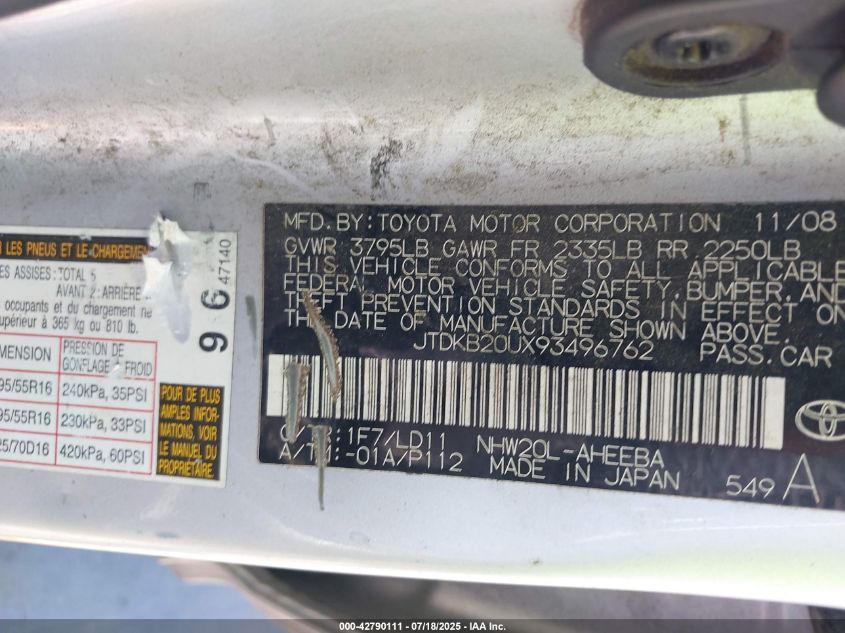 LES PNEUS ET LE CHARGEMENT
ES ASSISES: TOTAL 5
AVANT 2: ARRIÈRE
occupants et du chargement ne
upérieur à 365 kg ou 810 lb.
MENSION PRESSION DE GONFLAGE À FROID
95/55R16 240kPa, 35PSI
95/55R16 230kPa, 33PSI
5/70D16 420kPa, 60PSI
47140
96
POUR DE PLUS
AMPLES INFOR-
MATIONS, VOIR
LE MANUEL DU
PROPRIÉTAIRE
MFD. BY: TOYOTA MOTOR CORPORATION 11/08
GVWR 3795LB GAWR FR 2335LB RR 2250LB
THIS VEHICLE CONFORMS TO ALL APPLICABLE
FEDERAL MOTOR VEHICLE SAFETY, BUMPER, AND
THEFT PREVENTION STANDARDS IN EFFECT ON
THE DATE OF MANUFACTURE SHOWN ABOVE.
JTDKB20UX93496762 PASS. CAR
1F7/LD11 NHW20L-AHEEBA
A/TM:-01A/P112 MADE IN JAPAN
549 A
000-42790111 - 07/18/2025 - IAA Inc.